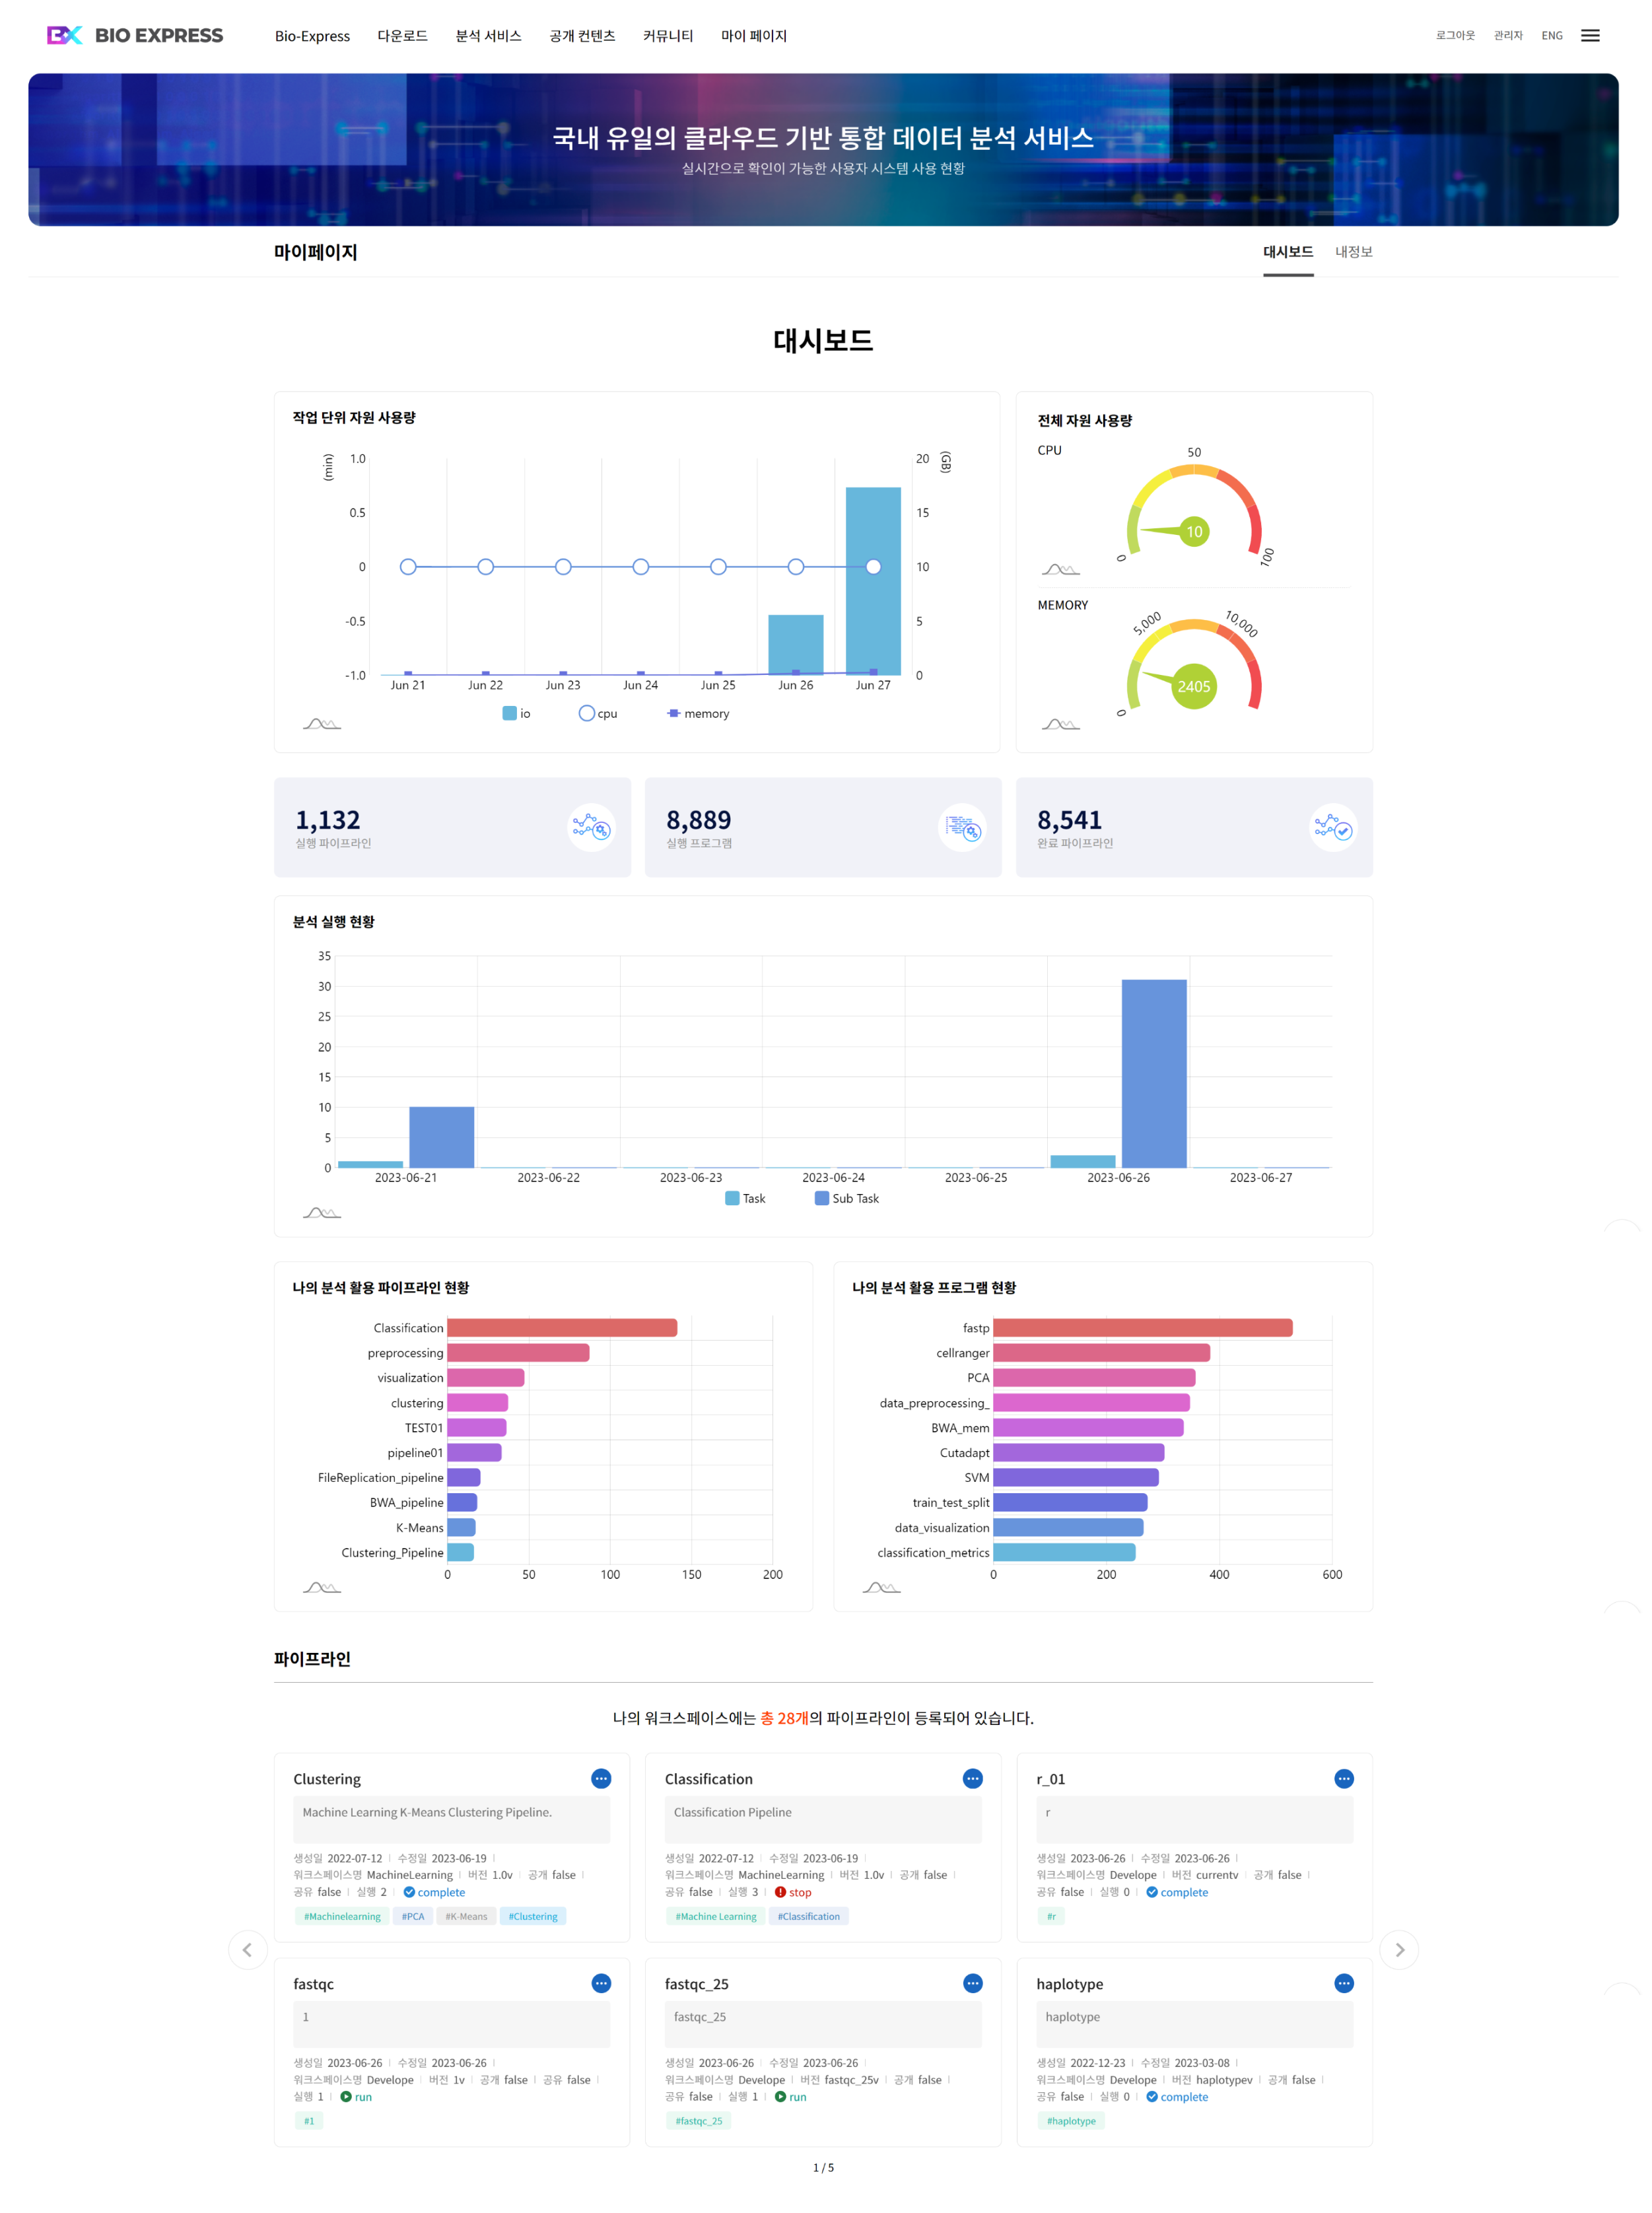 BIO EXPRESS
Bio-Express 다운로드 분석 서비스 공개 컨텐츠 커뮤니티 마이 페이지
로그아웃 관리자 ENG
국내 유일의 클라우드 기반 통합 데이터 분석 서비스
실시간으로 확인이 가능한 사용자 시스템 사용 현황
마이페이지
대시보드 내정보
대시보드
작업 단위 자원 사용량
(min)
1.0
0.5
0
-0.5
-1.0
20
15
10
5
0
(GB)
Jun 21 Jun 22 Jun 23 Jun 24 Jun 25 Jun 26 Jun 27
io cpu memory
전체 자원 사용량
CPU
0 50 100
10
MEMORY
0 5,000 10,000
2405
1,132
실행 파이프라인
8,889
실행 프로그램
8,541
완료 파이프라인
분석 실행 현황
35
30
25
20
15
10
5
0
2023-06-21 2023-06-22 2023-06-23 2023-06-24 2023-06-25 2023-06-26 2023-06-27
Task Sub Task
나의 분석 활용 파이프라인 현황
Classification
preprocessing
visualization
clustering
TEST01
pipeline01
FileReplication_pipeline
BWA_pipeline
K-Means
Clustering_Pipeline
0 50 100 150 200
나의 분석 활용 프로그램 현황
fastp
cellranger
PCA
data_preprocessing_
BWA_mem
Cutadapt
SVM
train_test_split
data_visualization
classification_metrics
0 200 400 600
파이프라인
나의 워크스페이스에는 총 28개의 파이프라인이 등록되어 있습니다.
Clustering
Machine Learning K-Means Clustering Pipeline.
생성일 2022-07-12 | 수정일 2023-06-19 |
워크스페이스명 MachineLearning | 버전 1.0v | 공개 false |
공유 false | 실행 2 | complete
#Machinelearning #PCA #K-Means #Clustering
Classification
Classification Pipeline
생성일 2022-07-12 | 수정일 2023-06-19 |
워크스페이스명 MachineLearning | 버전 1.0v | 공개 false |
공유 false | 실행 3 | stop
#Machine Learning #Classification
r_01
r
생성일 2023-06-26 | 수정일 2023-06-26 |
워크스페이스명 Develope | 버전 currentv | 공개 false |
공유 false | 실행 0 | complete
#r
fastqc
1
생성일 2023-06-26 | 수정일 2023-06-26 |
워크스페이스명 Develope | 버전 1v | 공개 false | 공유 false |
실행 1 | run
#1
fastqc_25
fastqc_25
생성일 2023-06-26 | 수정일 2023-06-26 |
워크스페이스명 Develope | 버전 fastqc_25v | 공개 false |
공유 false | 실행 1 | run
#fastqc_25
haplotype
haplotype
생성일 2022-12-23 | 수정일 2023-03-08 |
워크스페이스명 Develope | 버전 haplotypev | 공개 false |
공유 false | 실행 0 | complete
#haplotype
1 / 5